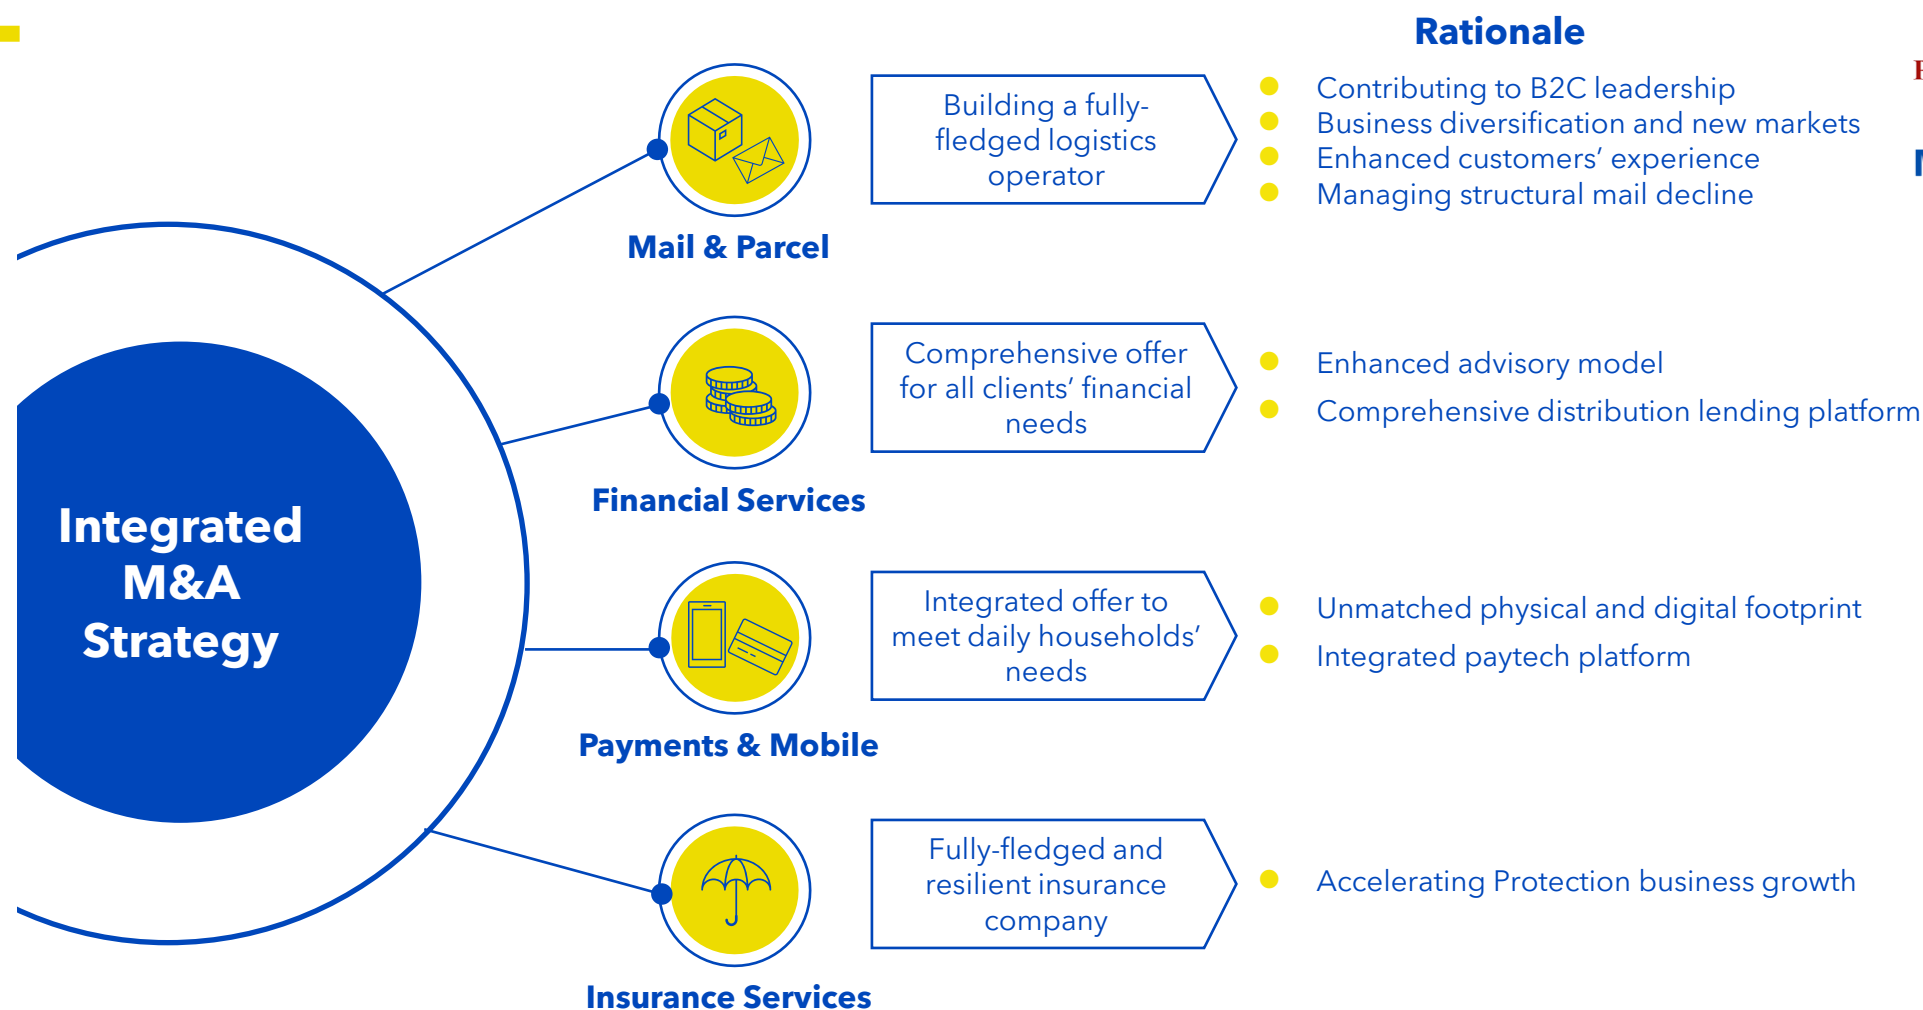 Rationale
Building a fully-
fledged logistics
operator
Contributing to B2C leadership
Business diversification and new markets
Enhanced customers’ experience
Managing structural mail decline
Mail & Parcel
Comprehensive offer
for all clients’ financial
needs
Enhanced advisory model
Comprehensive distribution lending platform
Financial Services
Integrated
M&A
Strategy
Integrated offer to
meet daily households’
needs
Unmatched physical and digital footprint
Integrated paytech platform
Payments & Mobile
Fully-fledged and
resilient insurance
company
Accelerating Protection business growth
Insurance Services